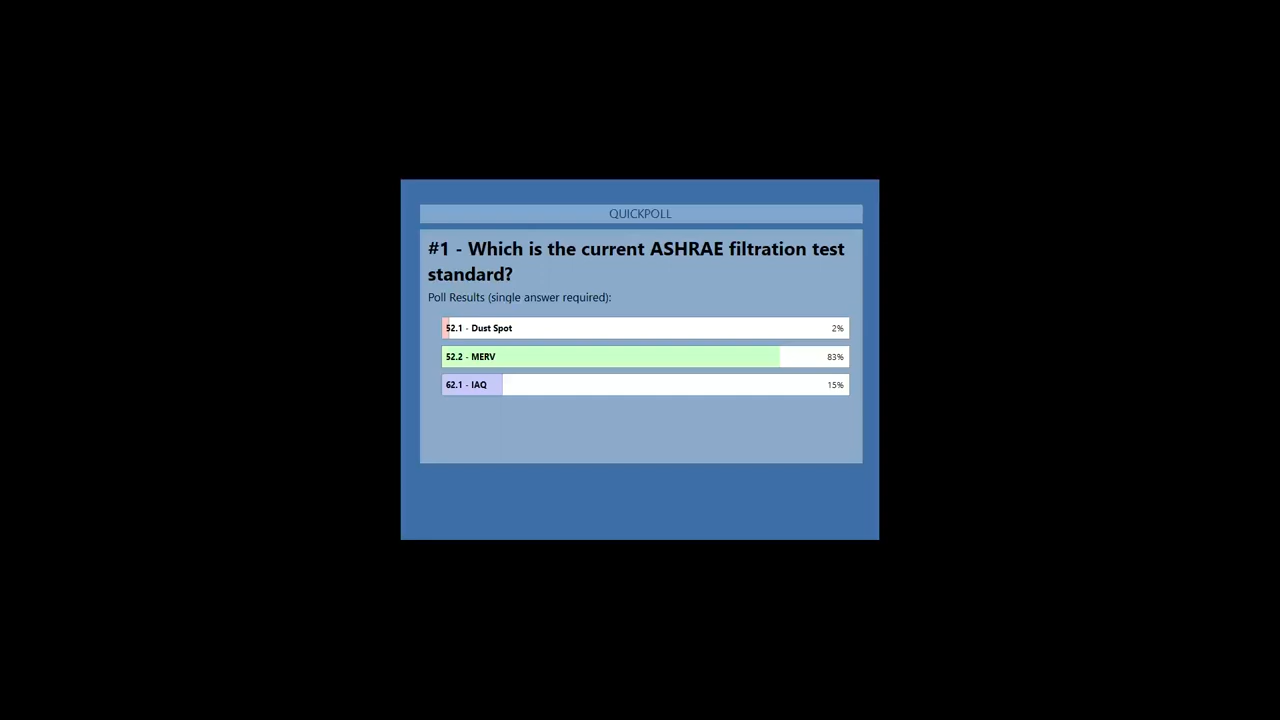 QUICKPOLL
#1 - Which is the current ASHRAE filtration test
standard?
Poll Results (single answer required):
52.1 - Dust Spot 2%
52.2 - MERV 83%
62.1 - IAQ 15%